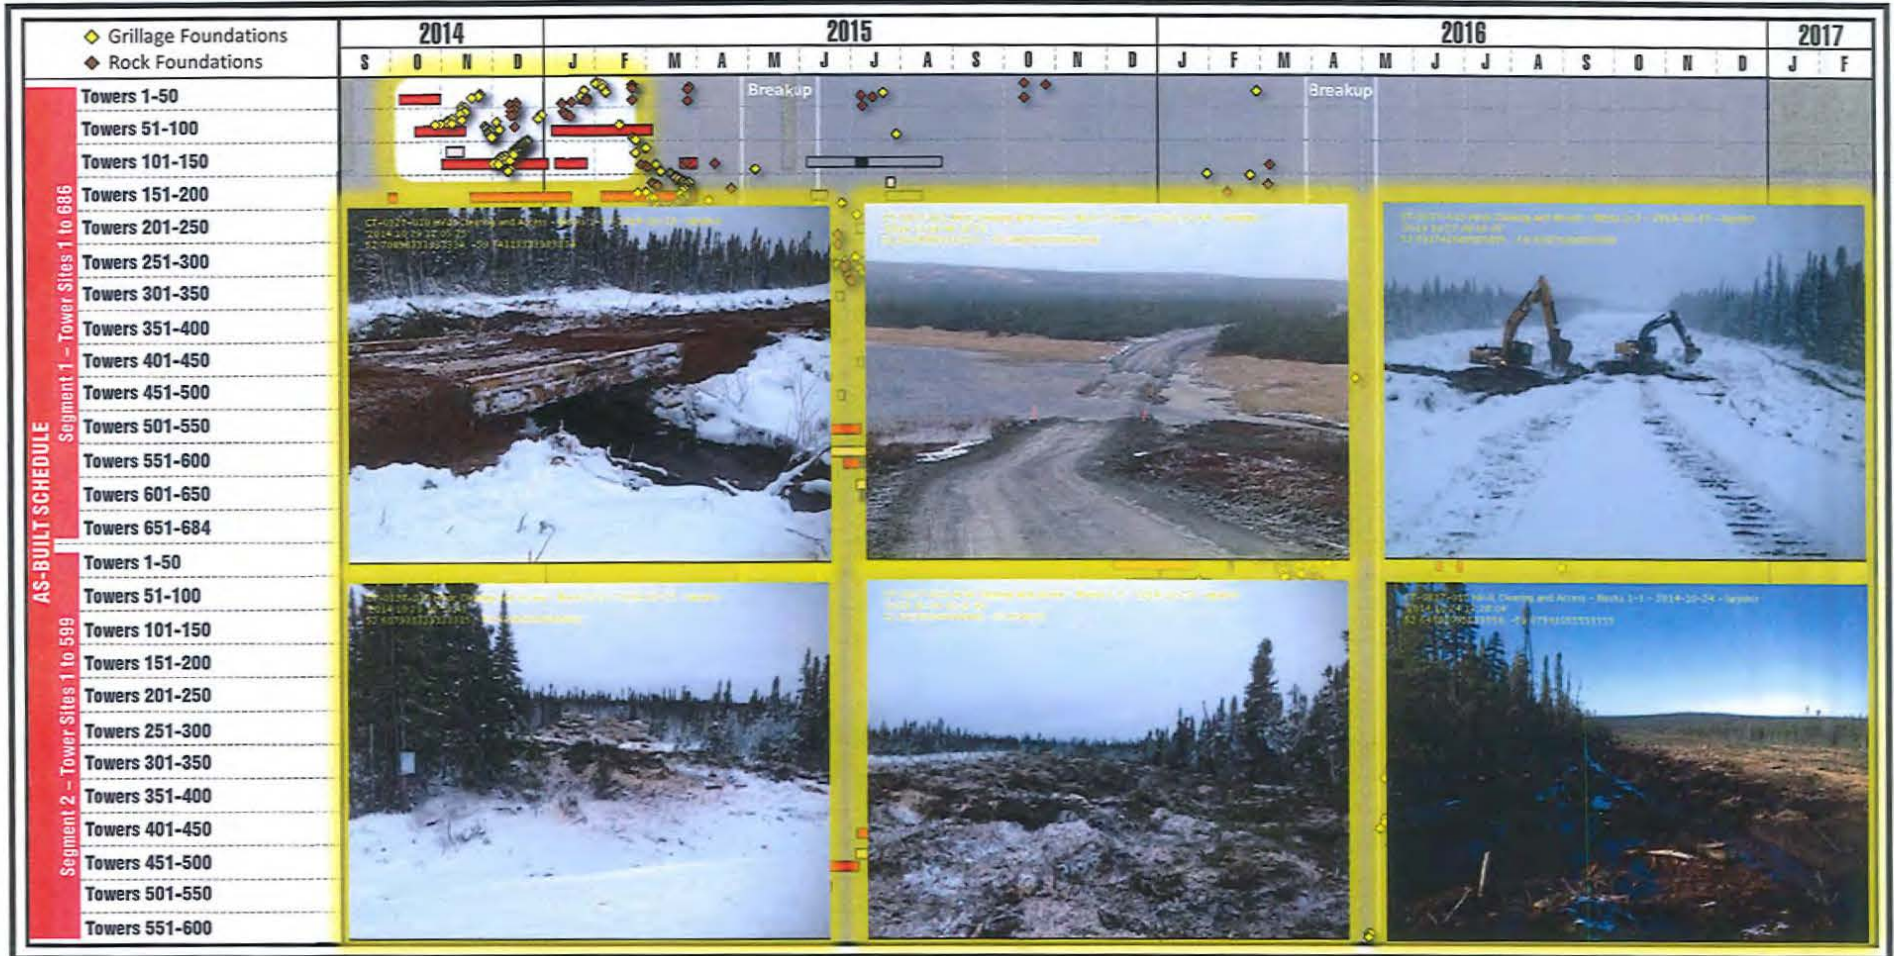 Grillage Foundations
Rock Foundations
2014 2015 2016 2017
S O N D J F M A M J J A S O N D J F M A M J J A S O N D J F
AS-BUILT SCHEDULE
Segment 1 – Tower Sites 1 to 686
Towers 1-50
Breakup Breakup
Towers 51-100
Towers 101-150
Towers 151-200
Towers 201-250
Towers 251-300
Towers 301-350
Towers 351-400
Towers 401-450
Towers 451-500
Towers 501-550
Towers 551-600
Towers 601-650
Towers 651-684
Segment 2 – Tower Sites 1 to 599
Towers 1-50
Towers 51-100
Towers 101-150
Towers 151-200
Towers 201-250
Towers 251-300
Towers 301-350
Towers 351-400
Towers 401-450
Towers 451-500
Towers 501-550
Towers 551-600